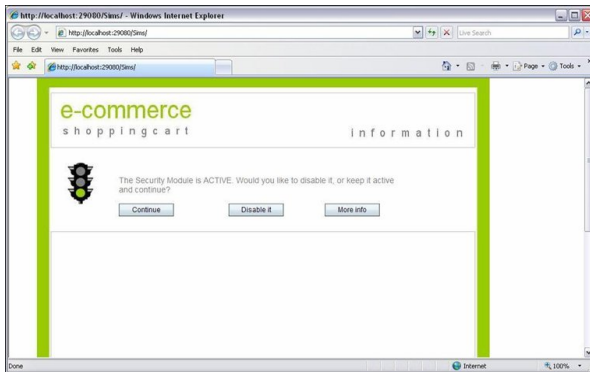 http://localhost:29080/Sims/ - Windows Internet Explorer
http://localhost:29080/Sims/
Live Search
File Edit View Favorites Tools Help
http://localhost:29080/Sims/
Page Tools
e-commerce
shoppingcart
information
The Security Module is ACTIVE. Would you like to disable it, or keep it active
and continue?
Continue Disable it More info
Done Internet 100%